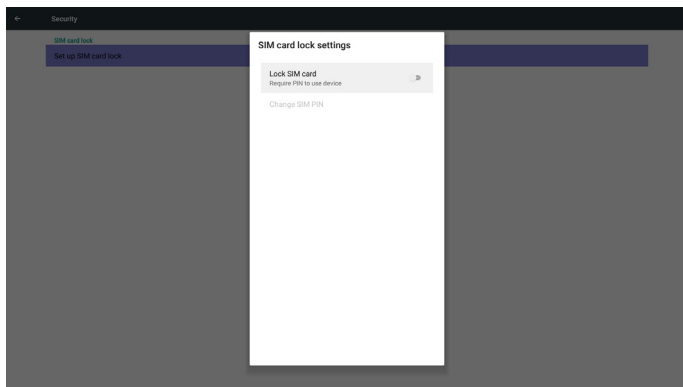 Security
SIM card lock
Set up SIM card lock
SIM card lock settings
Lock SIM card
Require PIN to use device
Change SIM PIN